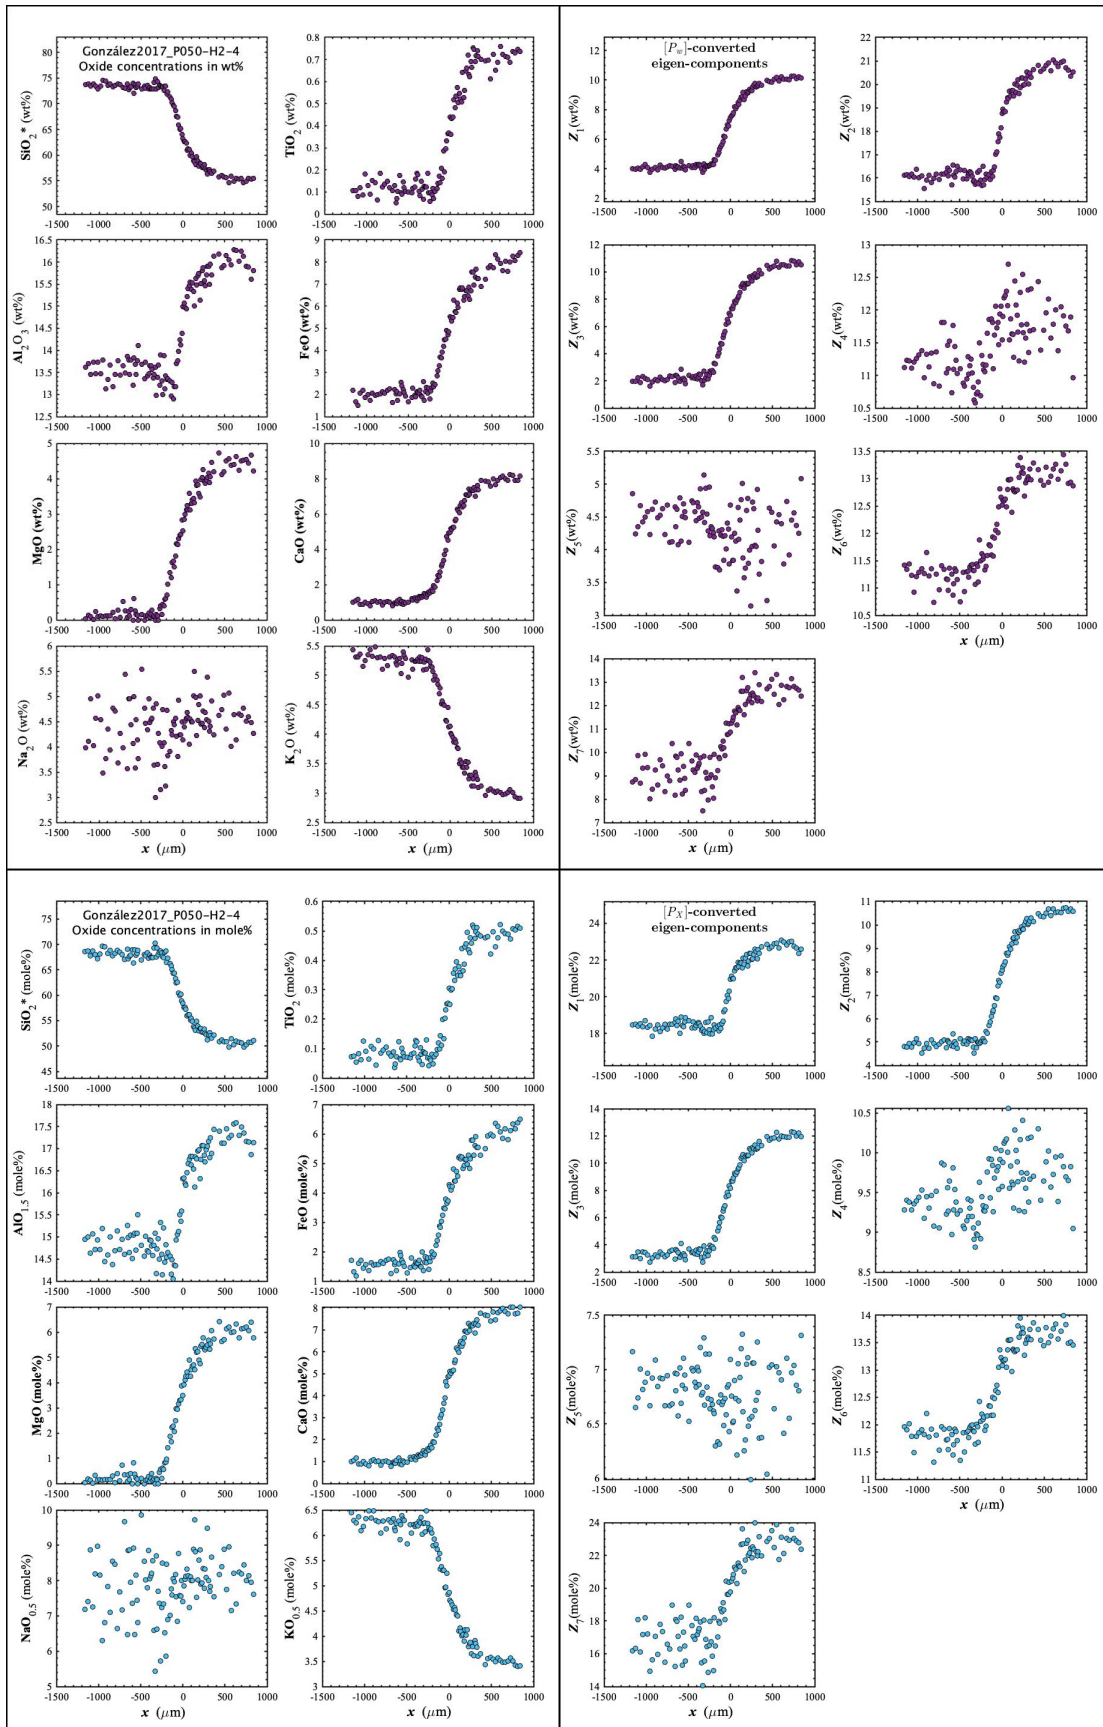 González2017_P050-H2-4
Oxide concentrations in wt%
SiO2* (wt%)
TiO2 (wt%)
Al2O3 (wt%)
FeO (wt%)
MgO (wt%)
CaO (wt%)
Na2O (wt%)
K2O (wt%)
x (μm)
x (μm)
[Pw]-converted
eigen-components
Z1(wt%)
Z2(wt%)
Z3(wt%)
Z4(wt%)
Z5(wt%)
Z6(wt%)
x (μm)
Z7(wt%)
x (μm)
González2017_P050-H2-4
Oxide concentrations in mole%
SiO2* (mole%)
TiO2 (mole%)
AlO1.5 (mole%)
FeO (mole%)
MgO (mole%)
CaO (mole%)
NaO0.5 (mole%)
KO0.5 (mole%)
x (μm)
x (μm)
[PX]-converted
eigen-components
Z1(mole%)
Z2(mole%)
Z3(mole%)
Z4(mole%)
Z5(mole%)
Z6(mole%)
x (μm)
Z7(mole%)
x (μm)